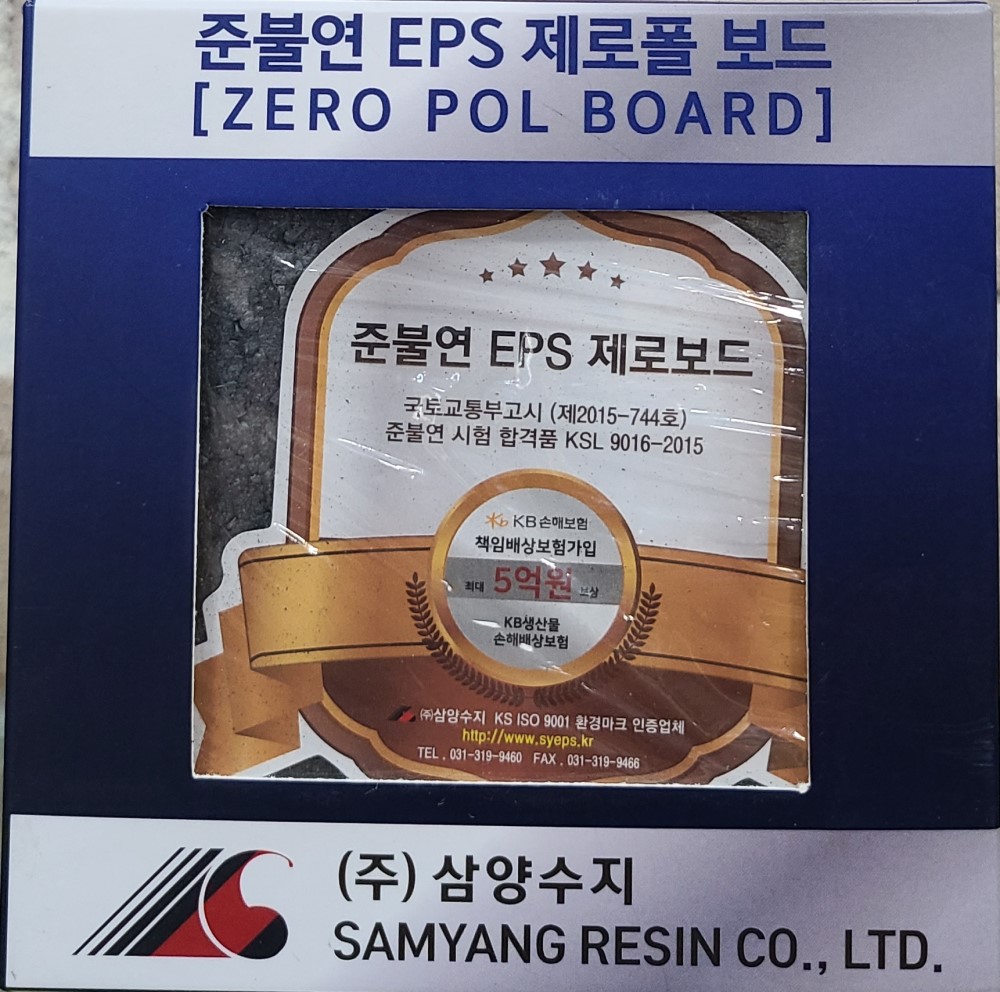 준불연 EPS 제로폴 보드
[ZERO POL BOARD]
준불연 EPS 제로보드
국토교통부고시 (제2015-744호)
준불연 시험 합격품 KSL 9016-2015
KB손해보험
책임배상보험가입
최대 5억원 보상
KB생산물
손해배상보험
㈜삼양수지 KS ISO 9001 환경마크 인증업체
http://www.syeps.kr
TEL . 031-319-9460 FAX . 031-319-9466
(주) 삼양수지
SAMYANG RESIN CO., LTD.